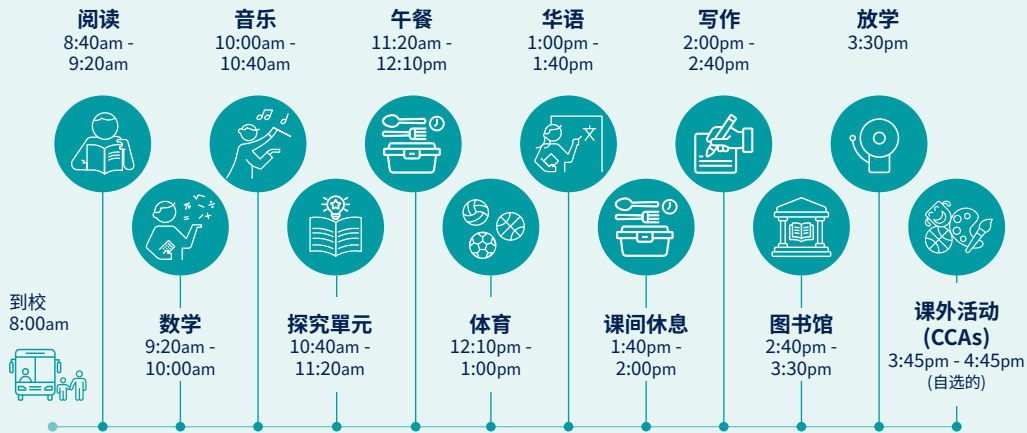 阅读
8:40am -
9:20am
音乐
10:00am -
10:40am
午餐
11:20am -
12:10pm
华语
1:00pm -
1:40pm
写作
2:00pm -
2:40pm
放学
3:30pm
文
到校
8:00am
数学
9:20am -
10:00am
探究單元
10:40am -
11:20am
体育
12:10pm -
1:00pm
课间休息
1:40pm -
2:00pm
图书馆
2:40pm -
3:30pm
课外活动
(CCAs)
3:45pm - 4:45pm
(自选的)